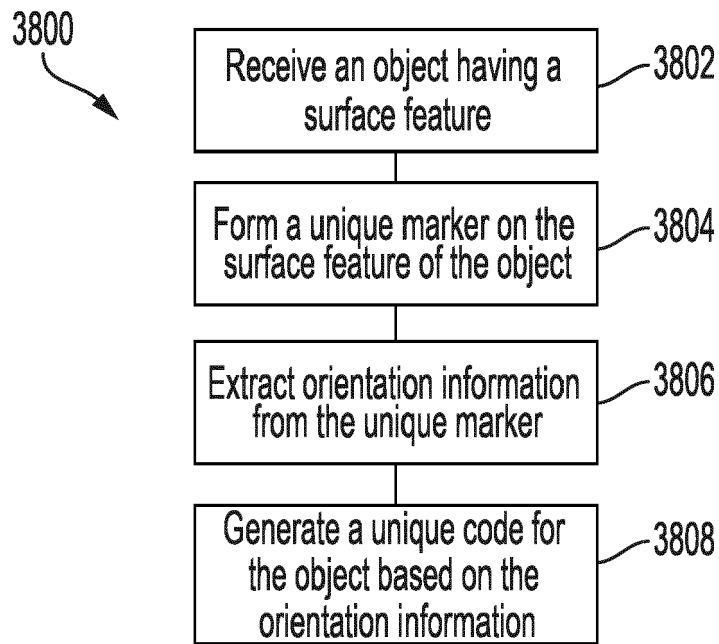 3800
Receive an object having a
surface feature
3802
Form a unique marker on the
surface feature of the object
3804
Extract orientation information
from the unique marker
3806
Generate a unique code for
the object based on the
orientation information
3808